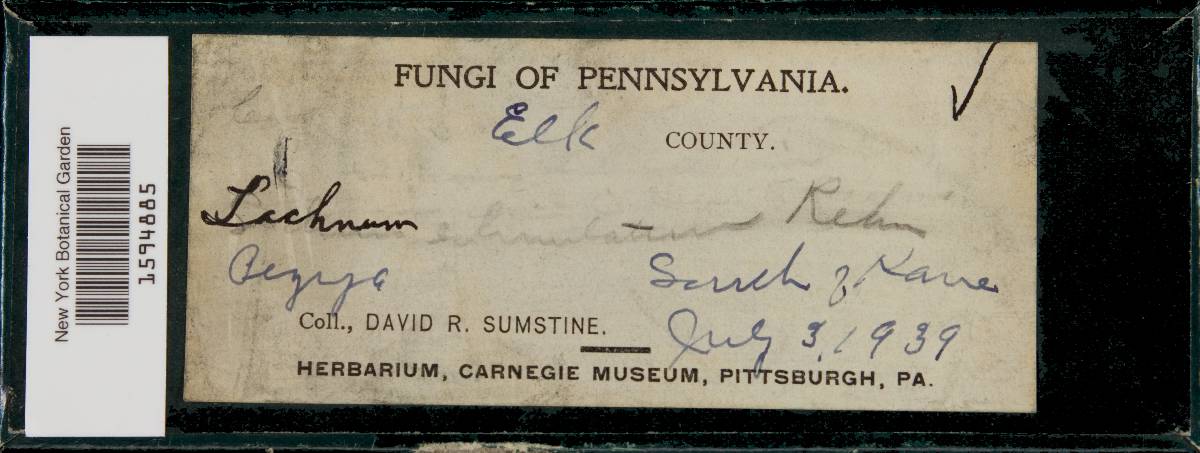 New York Botanical Garden
1594885
FUNGI OF PENNSYLVANIA.
Elk COUNTY.
Lachnum Rehm
Peziza South of Kane
Coll., DAVID R. SUMSTINE. July 3, 1939
HERBARIUM, CARNEGIE MUSEUM, PITTSBURGH, PA.